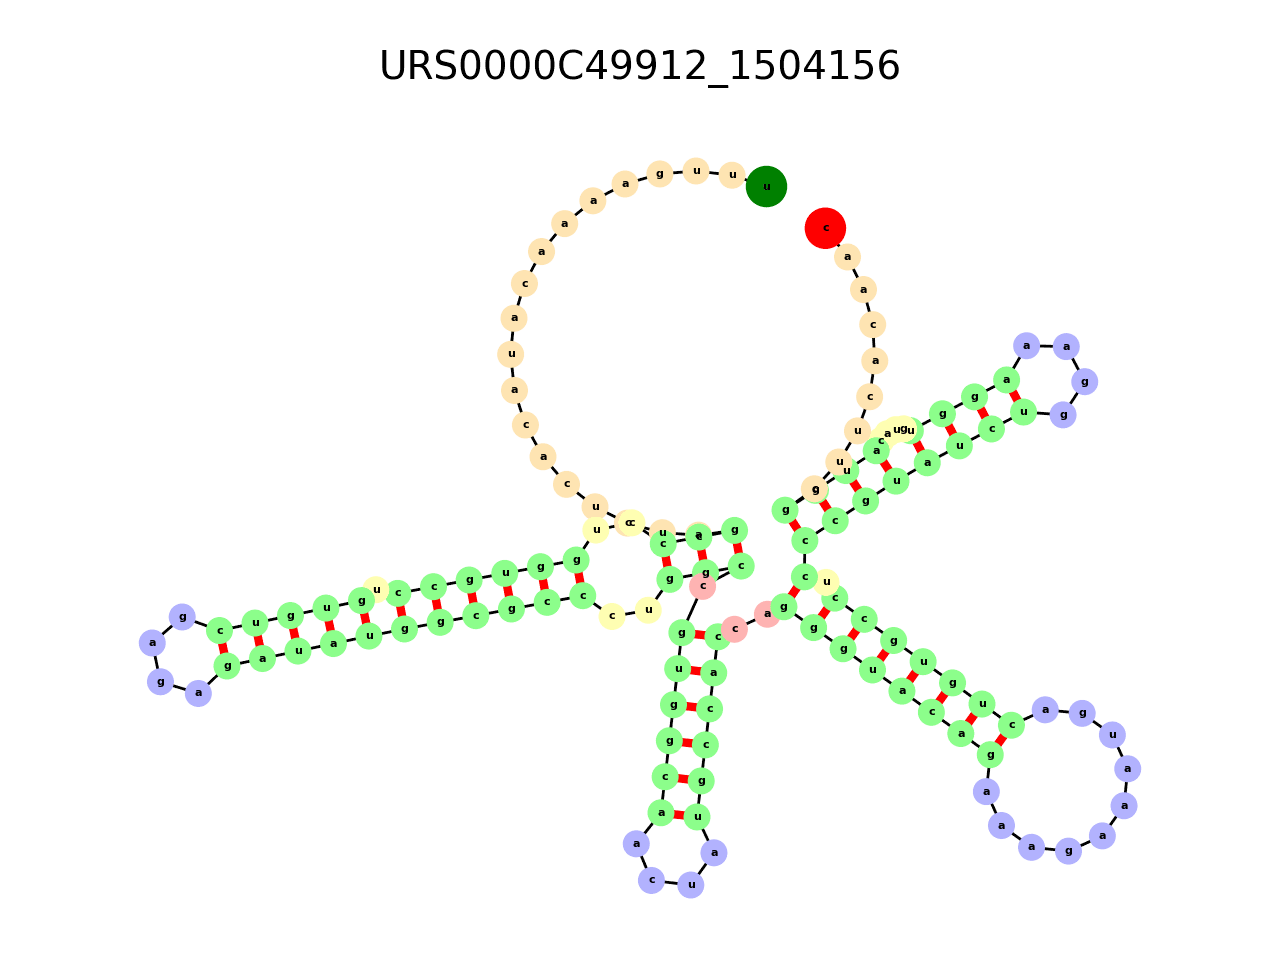 URS0000C49912_1504156
u u u g a a a a c a u a c a c u
c a a c a c u u g
g u g c c u g u g u c g a g a g a u a u g g c g c c c u
g u g g c a a c u a u g c c a c
c a g g g u a c a g a a a g a a a u g a c u g u g c c u c
c g
u a g g a a a g g u c u a u g c c